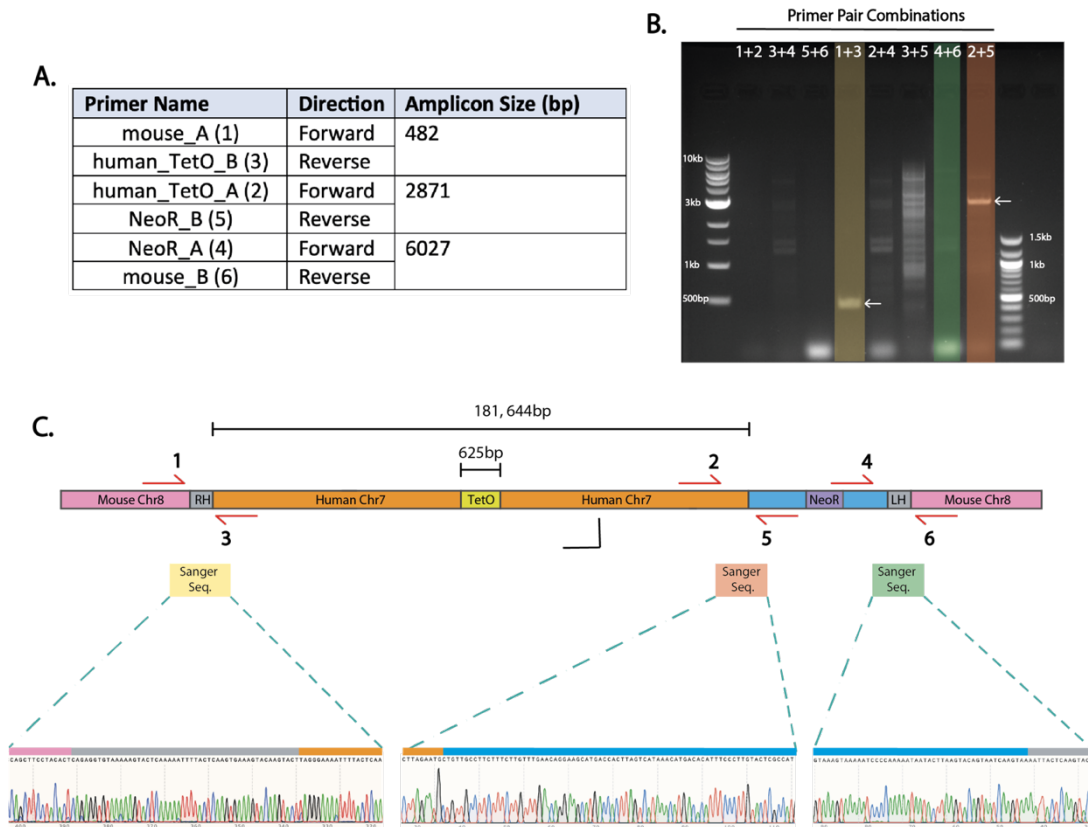 A.
Primer Name Direction Amplicon Size (bp)
mouse_A (1) Forward 482
human_TetO_B (3) Reverse
human_TetO_A (2) Forward 2871
NeoR_B (5) Reverse
NeoR_A (4) Forward 6027
mouse_B (6) Reverse
B.
Primer Pair Combinations
1+2 3+4 5+6 1+3 2+4 3+5 4+6 2+5
10kb
3kb
1kb
500bp
1.5kb
1kb
500bp
C.
181, 644bp
625bp
1 2 4
Mouse Chr8 RH Human Chr7 TetO Human Chr7 NeoR LH Mouse Chr8
3 5 6
Sanger
Seq.
Sanger
Seq.
Sanger
Seq.